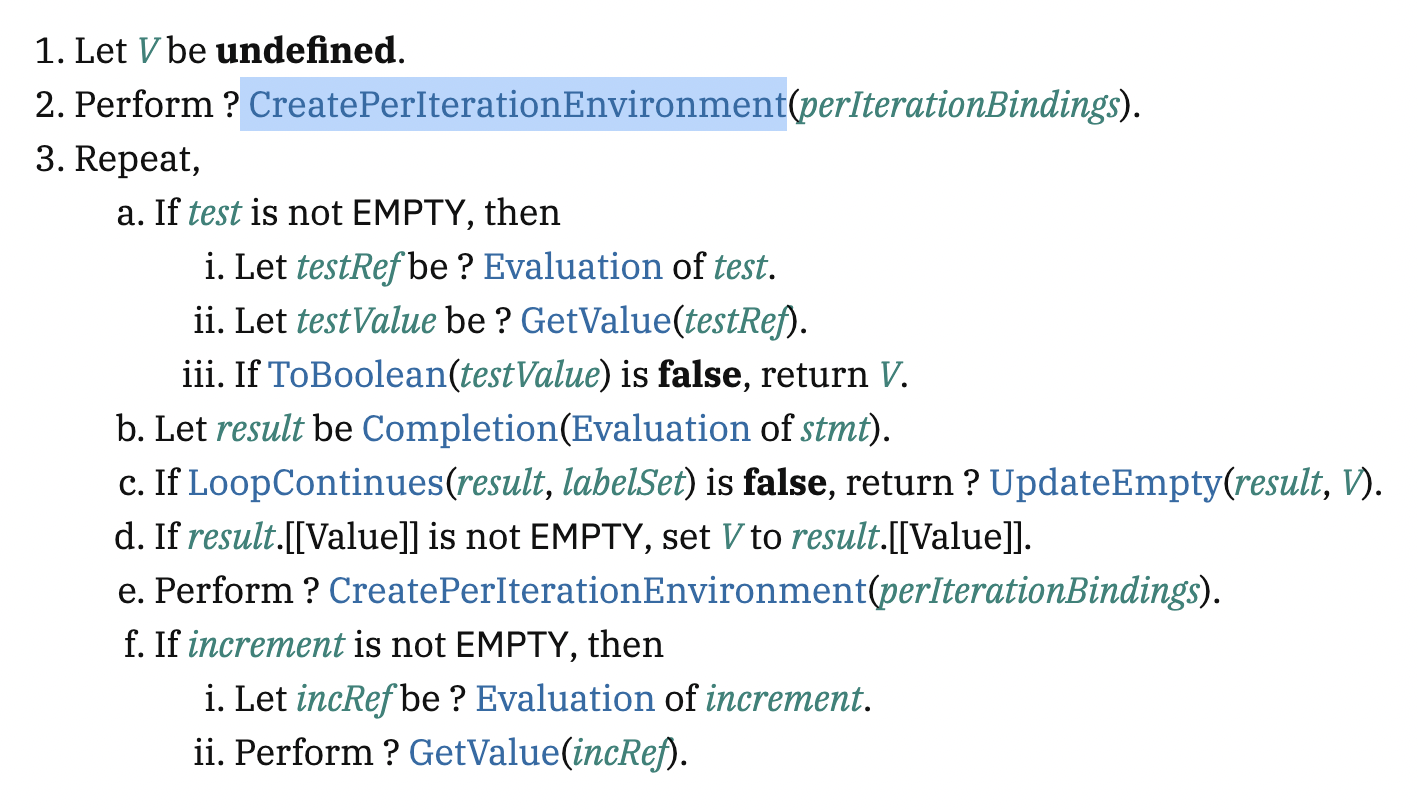 1. Let V be undefined.
2. Perform ? CreatePerIterationEnvironment(perIterationBindings).
3. Repeat,
a. If test is not EMPTY, then
i. Let testRef be ? Evaluation of test.
ii. Let testValue be ? GetValue(testRef).
iii. If ToBoolean(testValue) is false, return V.
b. Let result be Completion(Evaluation of stmt).
c. If LoopContinues(result, labelSet) is false, return ? UpdateEmpty(result, V).
d. If result.[[Value]] is not EMPTY, set V to result.[[Value]].
e. Perform ? CreatePerIterationEnvironment(perIterationBindings).
f. If increment is not EMPTY, then
i. Let incRef be ? Evaluation of increment.
ii. Perform ? GetValue(incRef).